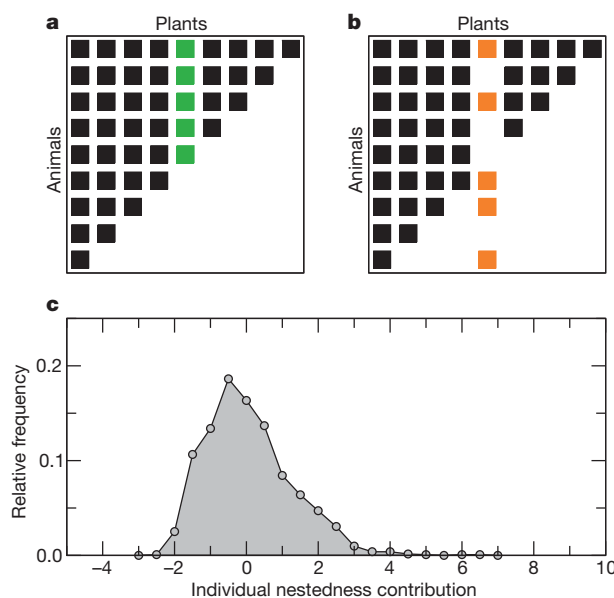 a Plants b Plants
Animals Animals
c
Relative frequency
0.2
0.1
0.0
−4 −2 0 2 4 6 8 10
Individual nestedness contribution